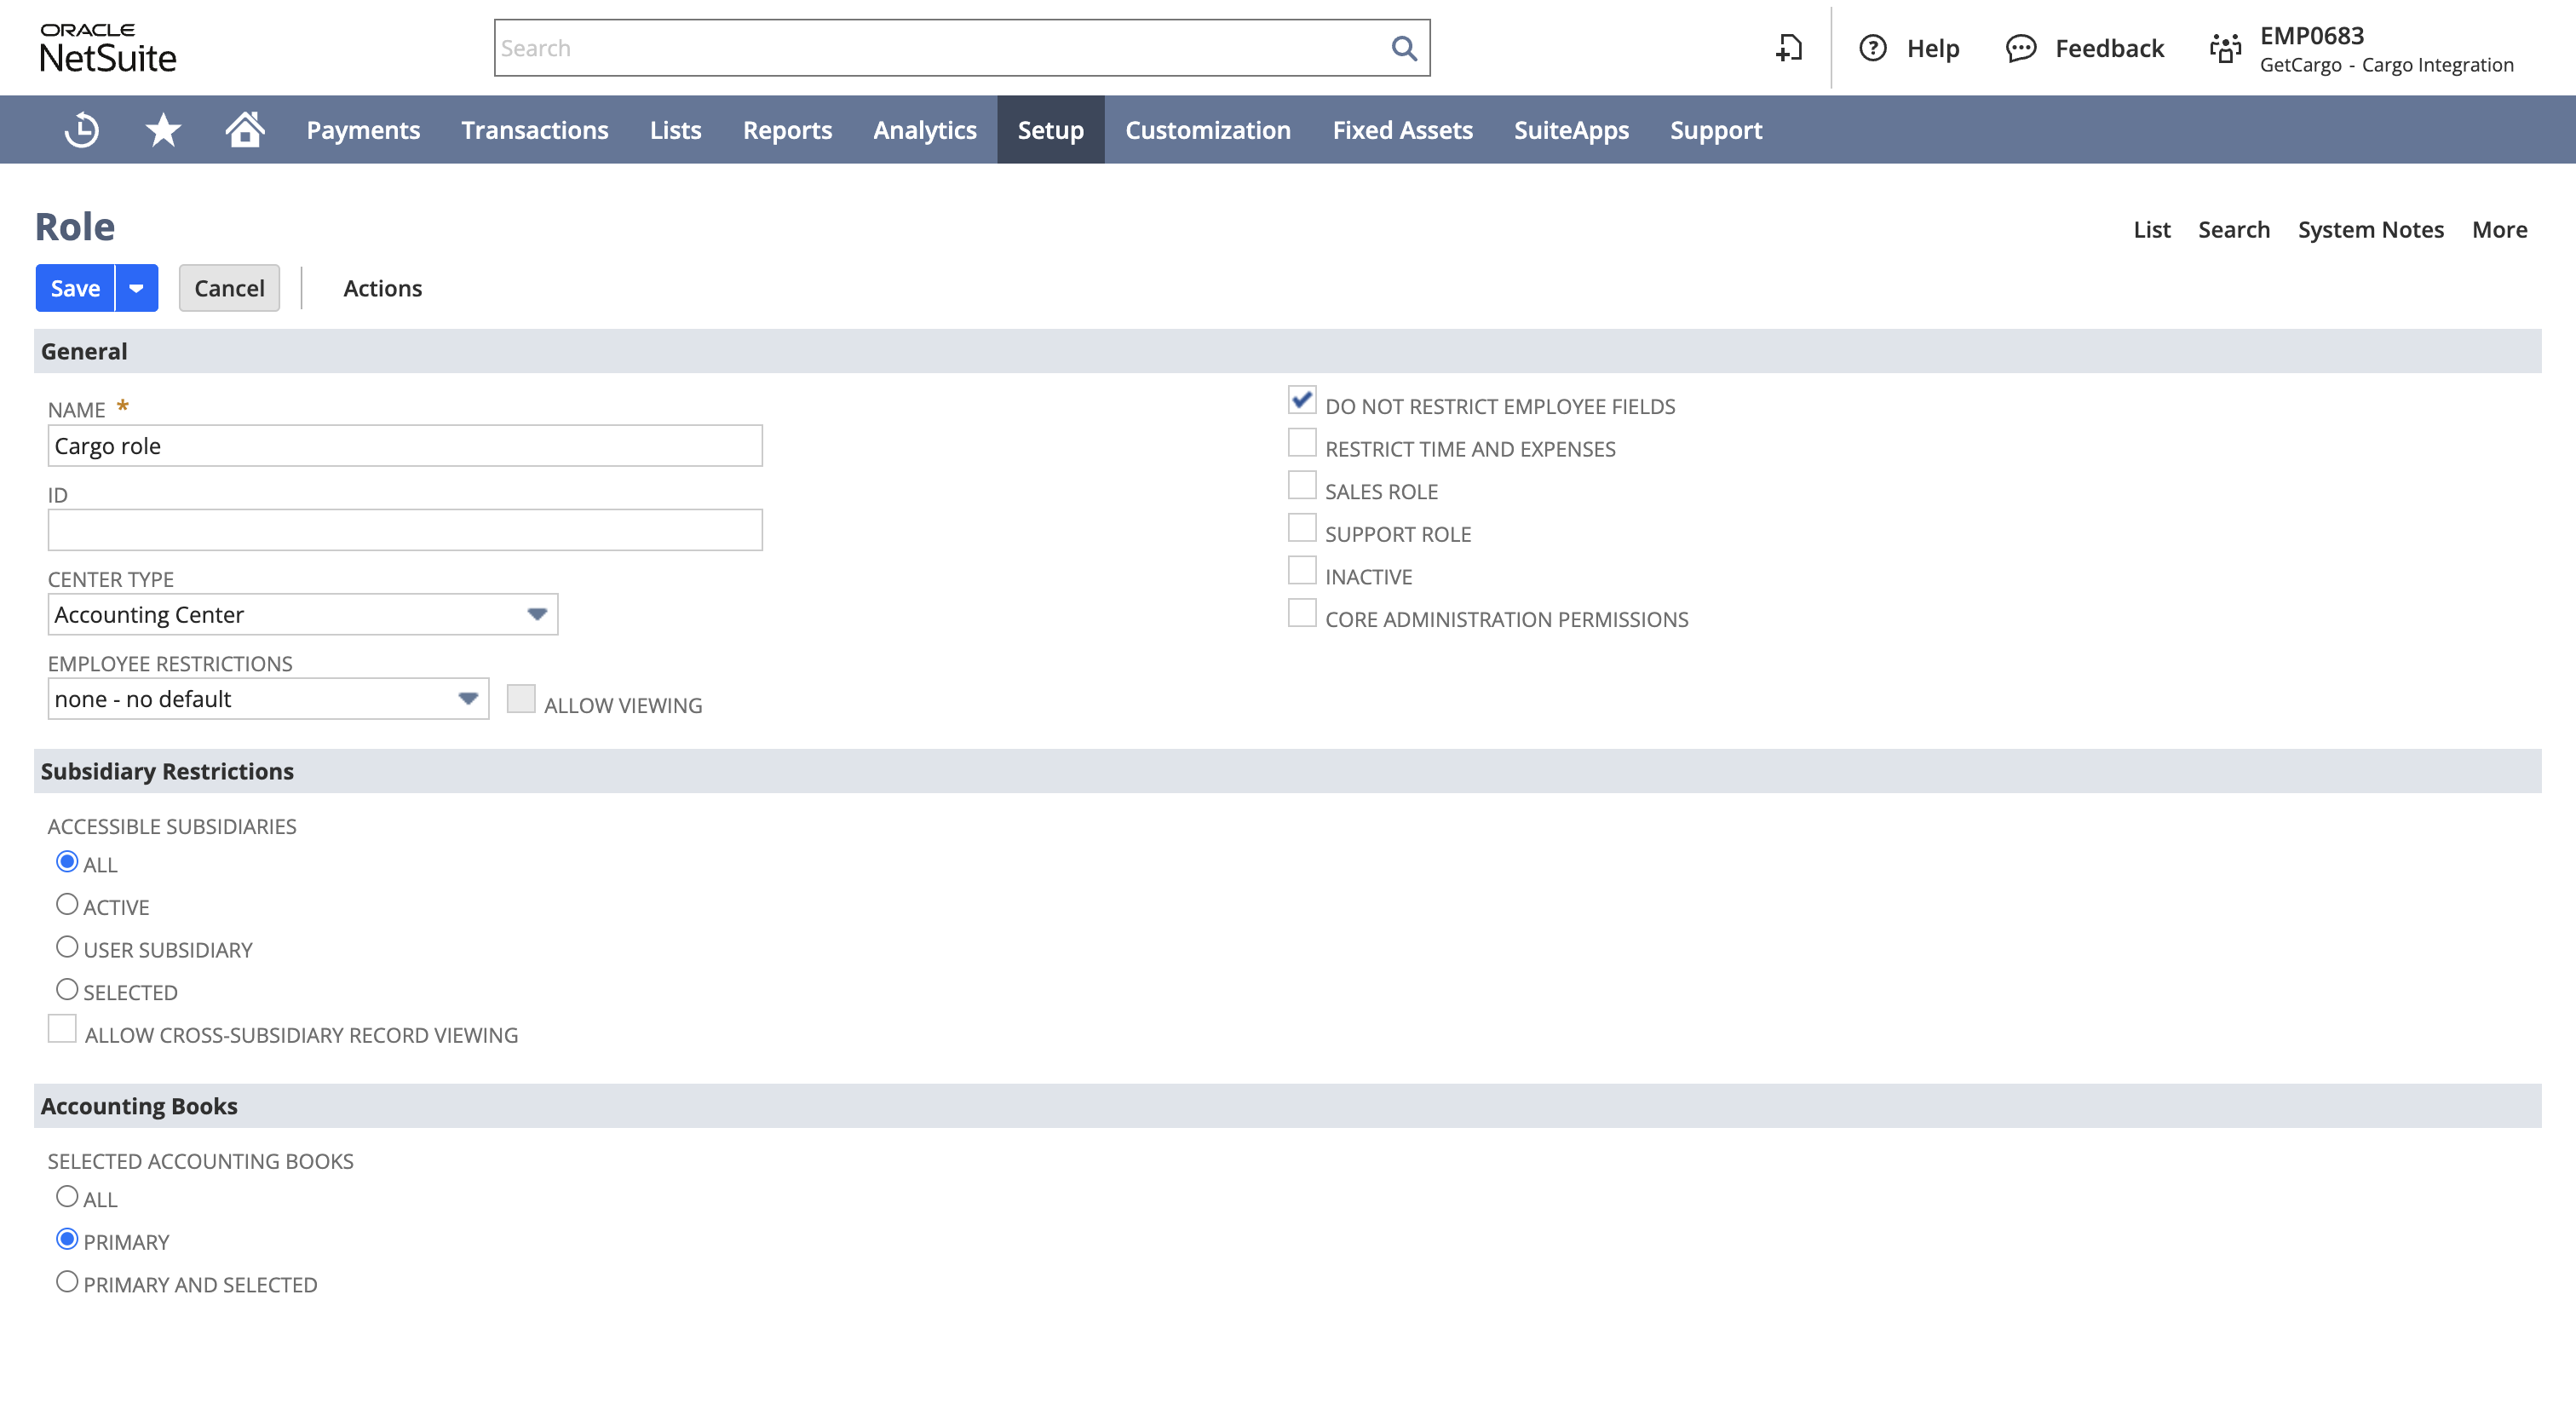 ORACLE
NetSuite
Search
Help
Feedback
EMP0683
GetCargo - Cargo Integration
Payments
Transactions
Lists
Reports
Analytics
Setup
Customization
Fixed Assets
SuiteApps
Support
Role
List
Search
System Notes
More
Save
Cancel
Actions
General
NAME *
Cargo role
ID
CENTER TYPE
Accounting Center
EMPLOYEE RESTRICTIONS
none - no default
ALLOW VIEWING
DO NOT RESTRICT EMPLOYEE FIELDS
RESTRICT TIME AND EXPENSES
SALES ROLE
SUPPORT ROLE
INACTIVE
CORE ADMINISTRATION PERMISSIONS
Subsidiary Restrictions
ACCESSIBLE SUBSIDIARIES
ALL
ACTIVE
USER SUBSIDIARY
SELECTED
ALLOW CROSS-SUBSIDIARY RECORD VIEWING
Accounting Books
SELECTED ACCOUNTING BOOKS
ALL
PRIMARY
PRIMARY AND SELECTED